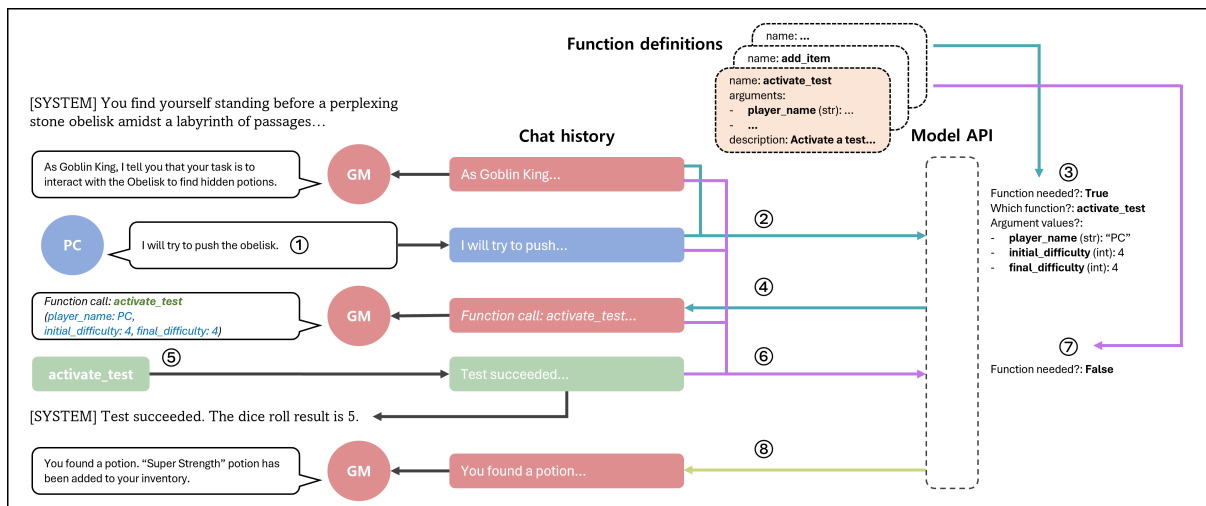 Function definitions
name: ...
name: add_item
name: activate_test
arguments:
- player_name (str): ...
- ...
description: Activate a test...
[SYSTEM] You find yourself standing before a perplexing
stone obelisk amidst a labyrinth of passages…
Chat history
Model API
As Goblin King, I tell you that your task is to
interact with the Obelisk to find hidden potions.
GM
As Goblin King...
③
Function needed?: True
Which function?: activate_test
Argument values?:
- player_name (str): “PC”
- initial_difficulty (int): 4
- final_difficulty (int): 4
PC
I will try to push the obelisk. ①
I will try to push...
②
Function call: activate_test
(player_name: PC,
initial_difficulty: 4, final_difficulty: 4)
GM
Function call: activate_test...
④
activate_test
⑤
Test succeeded...
⑥
⑦
Function needed?: False
[SYSTEM] Test succeeded. The dice roll result is 5.
You found a potion. “Super Strength” potion has
been added to your inventory.
GM
You found a potion...
⑧